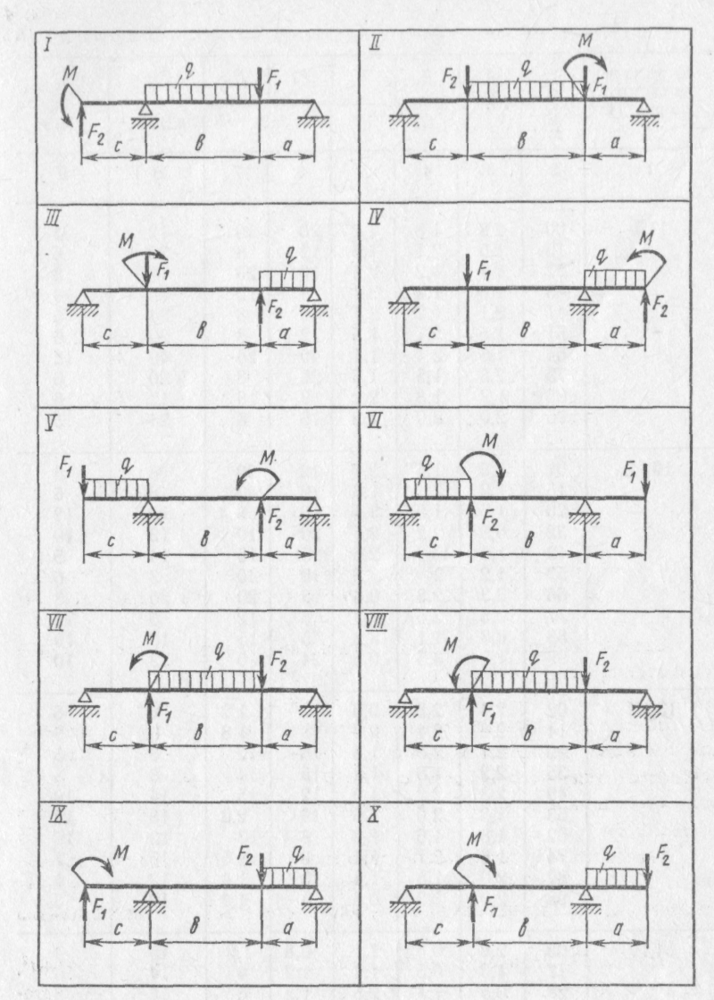 I
M
q
F₁
F₂
c
в
a
II
M
F₂
q
F₁
c
в
a
III
M
F₁
q
F₂
c
в
a
IV
M
F₁
q
F₂
c
в
a
V
F₁
q
M
F₂
c
в
a
VI
M
q
F₁
F₂
c
в
a
VII
M
q
F₂
F₁
c
в
a
VIII
M
q
F₂
F₁
c
в
a
IX
M
F₂
q
F₁
c
в
a
X
M
q
F₂
F₁
c
в
a